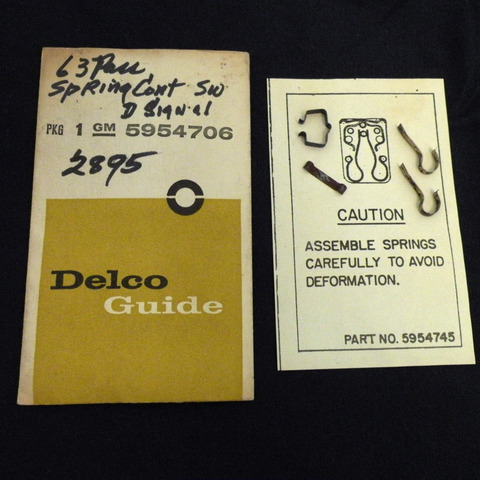 63 Pass
Spring Cont Sw
D Signal
PKG 1 GM 5954706
2895
Delco
Guide
CAUTION
ASSEMBLE SPRINGS
CAREFULLY TO AVOID
DEFORMATION.
PART NO. 5954745